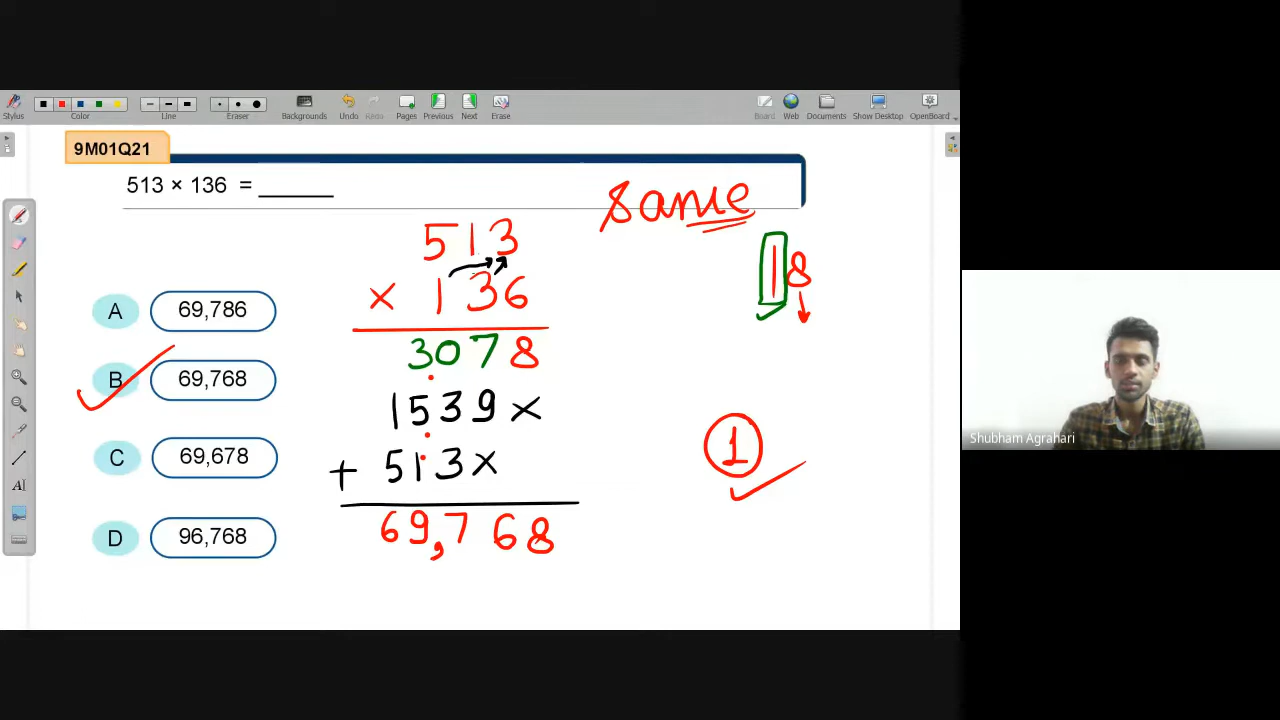 Stylus
Color
Line
Eraser
Backgrounds
Undo
Redo
Pages
Previous
Next
Erase
Board
Web
Documents
Show Desktop
OpenBoard
9M01Q21
513 × 136 = ______
same
513
× 136
3078
1539×
+ 513×
69,768
18
1
A 69,786
B 69,768
C 69,678
D 96,768
Shubham Agrahari